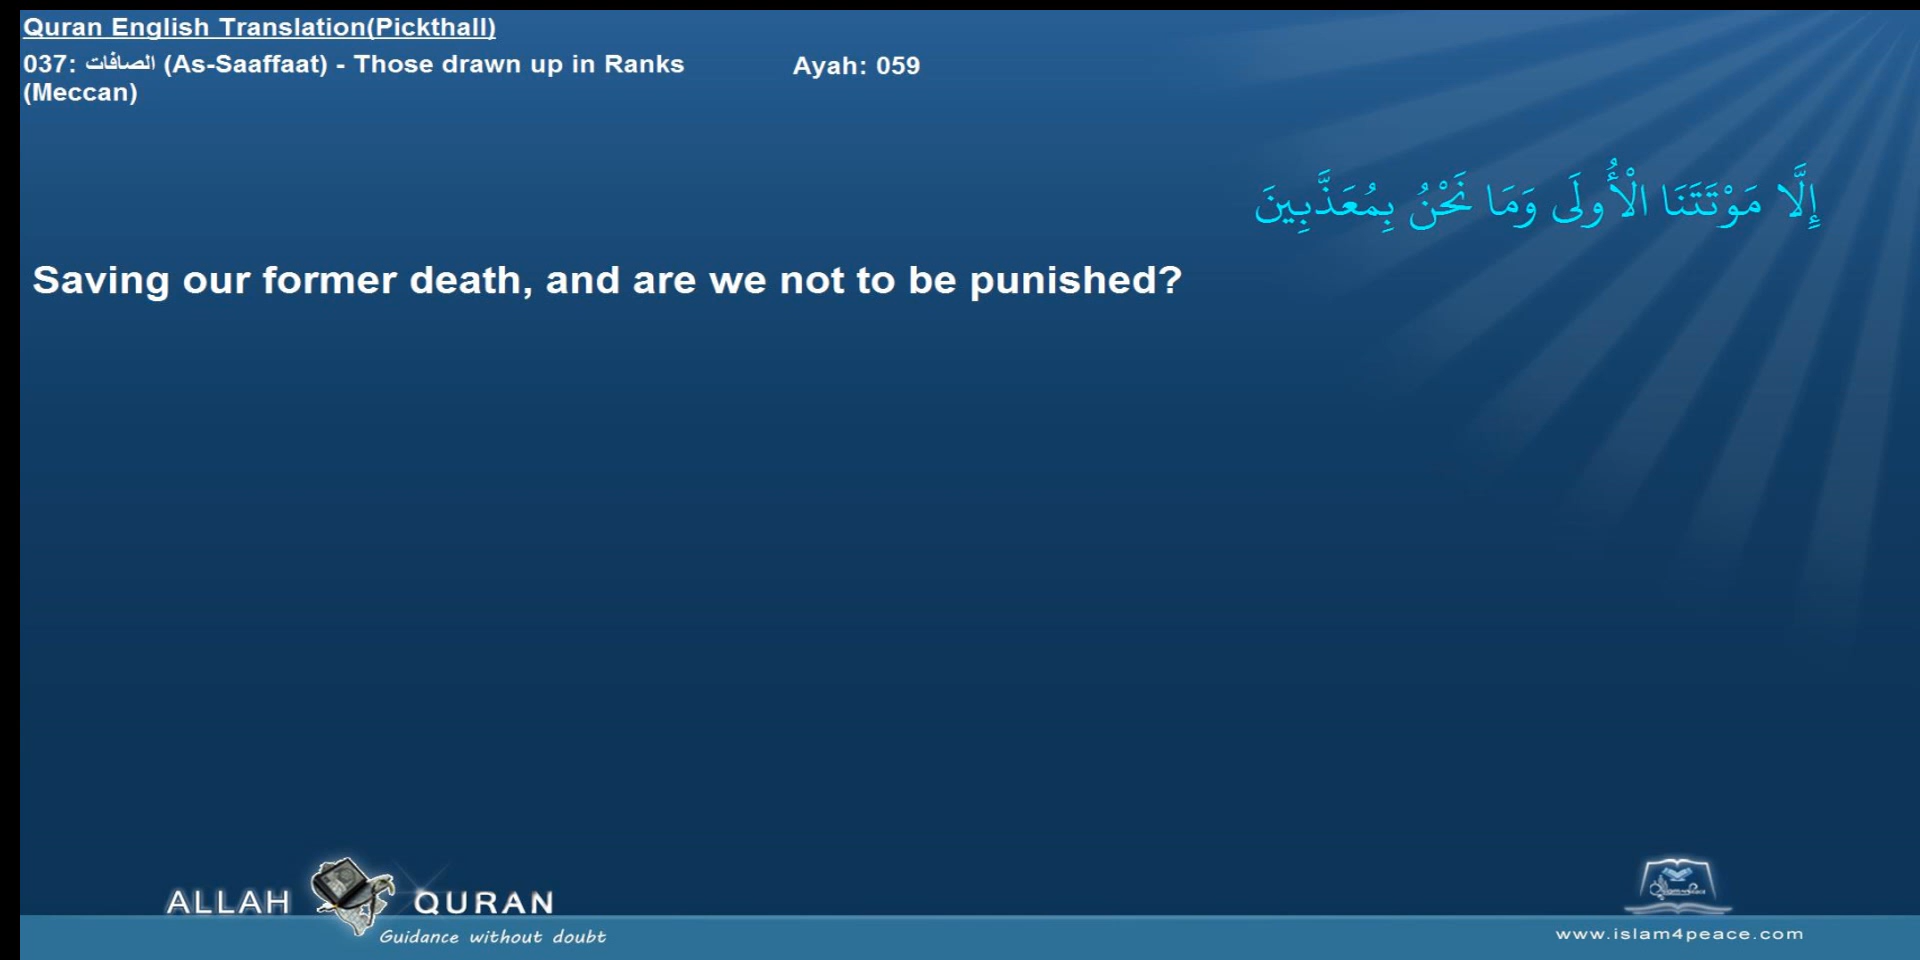 Quran English Translation(Pickthall)
037: الصافات (As-Saaffaat) - Those drawn up in Ranks
(Meccan)
Ayah: 059
إِلَّا مَوْتَتَنَا الْأُولَى وَمَا نَحْنُ بِمُعَذَّبِينَ
Saving our former death, and are we not to be punished?
ALLAH QURAN
Guidance without doubt
www.islam4peace.com